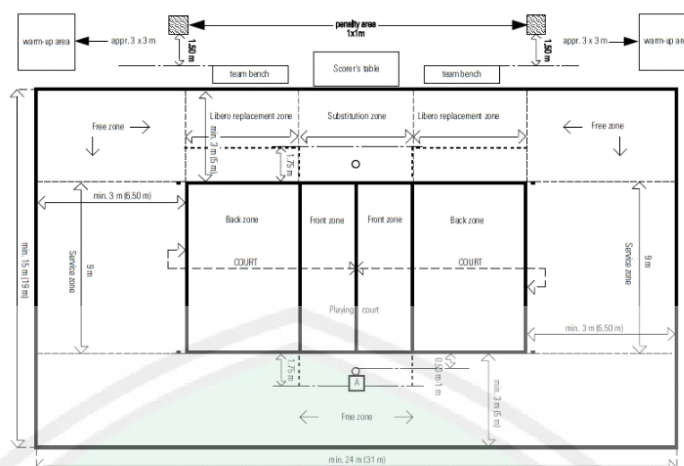 penalty area
1x1m
warm-up area
appr. 3 x 3 m
1.50 m
appr. 3 x 3 m
1.50 m
warm-up area
team bench
Scorer's table
team bench
Libero replacement zone
Substitution zone
Libero replacement zone
Free zone
Free zone
min. 3 m (5 m)
1.75 m
min. 3 m (6.50 m)
Back zone
Front zone
Front zone
Back zone
min. 15 m (19 m)
Service zone
9 m
COURT
COURT
9 m
Service zone
Playing court
min. 3 m (6.50 m)
1.75 m
A
0.50 m-1 m
min. 3 m (5 m)
Free zone
min. 24 m (31 m)